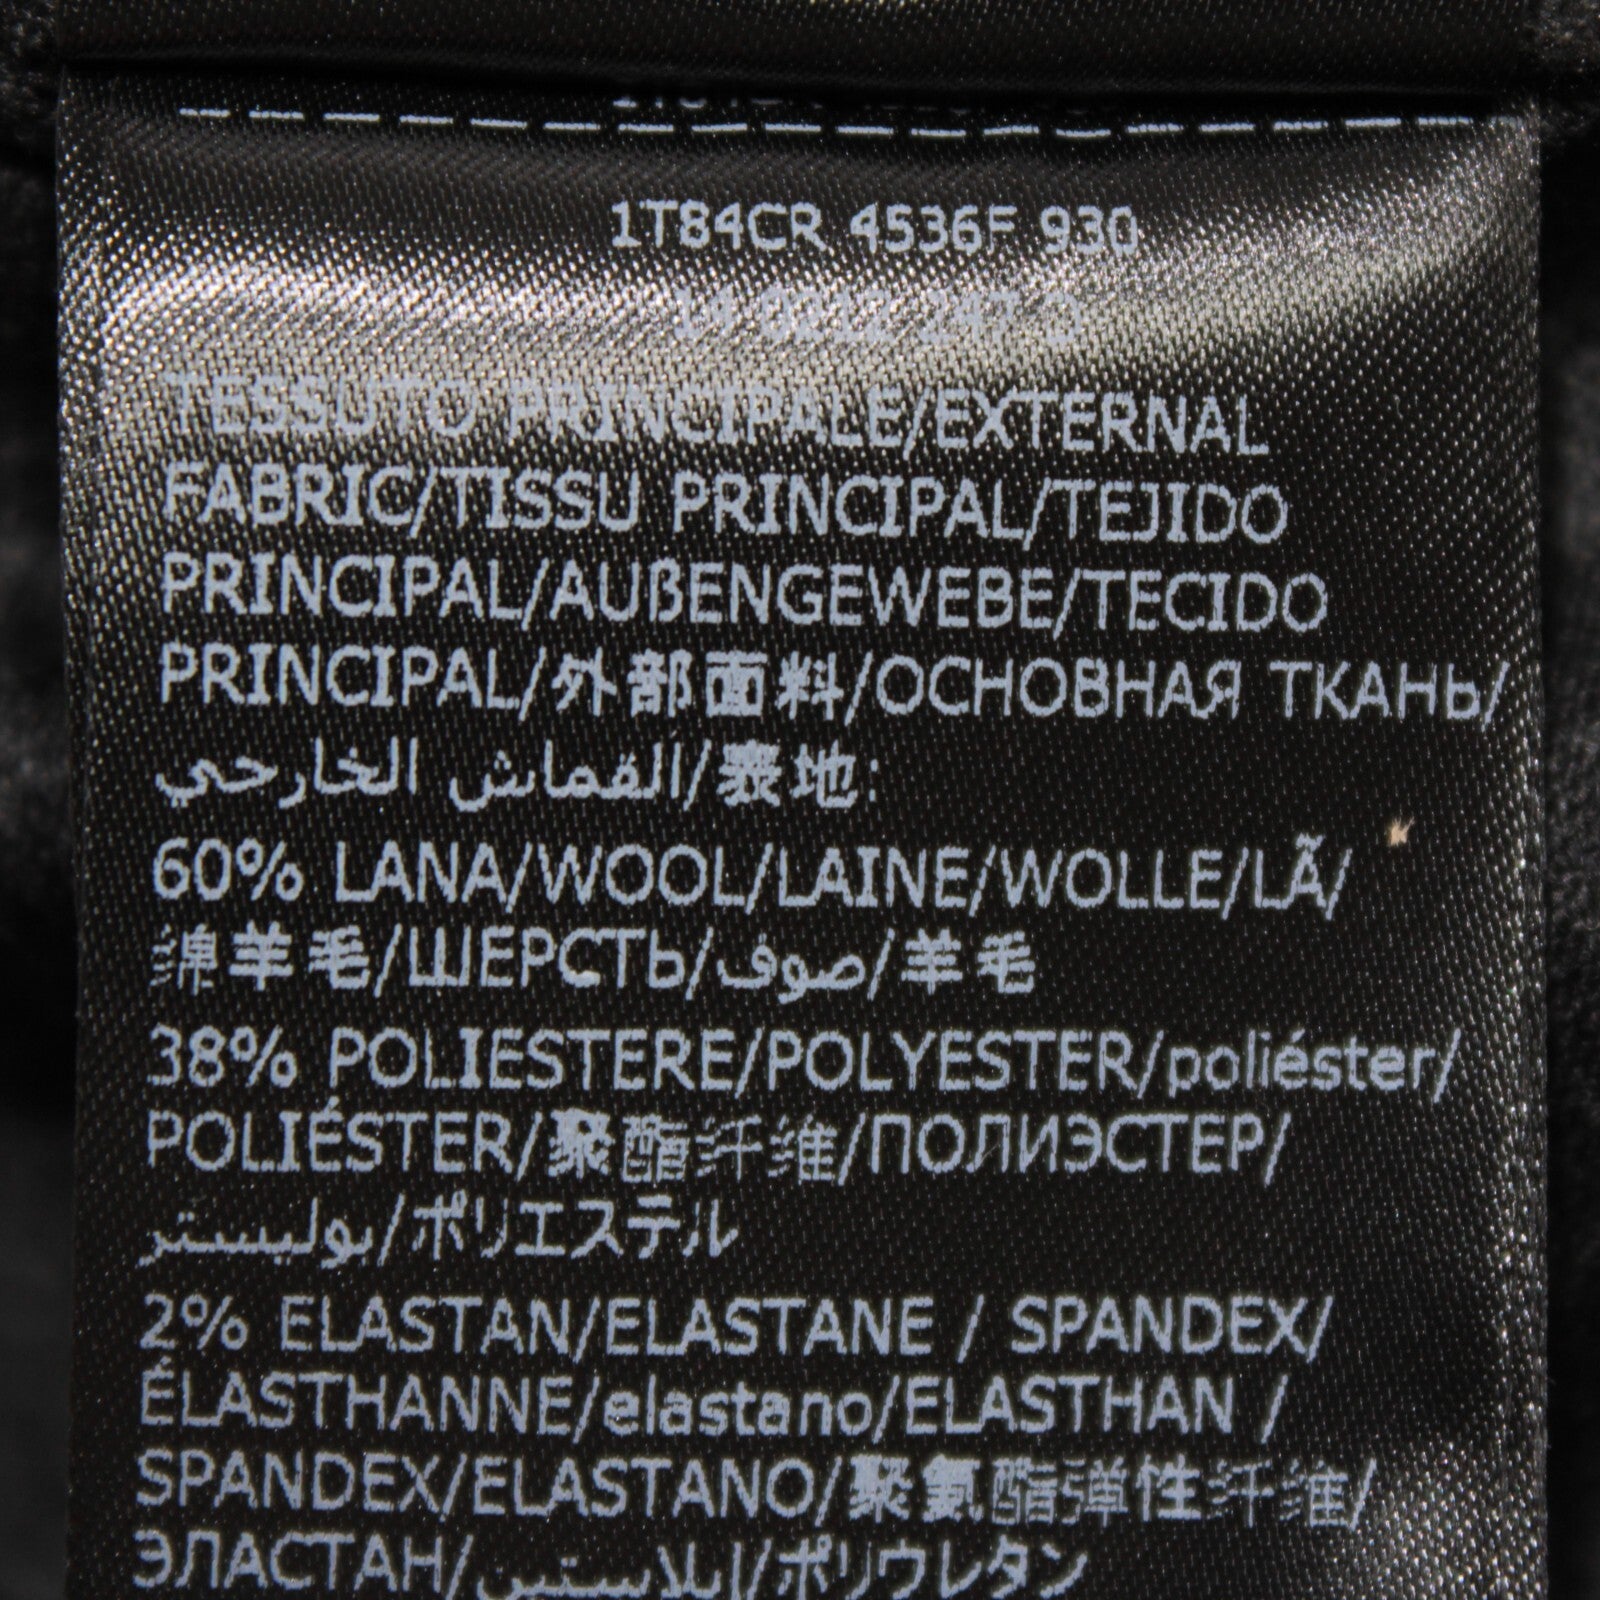 1T84CR 4536F 930
TESSUTO PRINCIPALE/EXTERNAL
FABRIC/TISSU PRINCIPAL/TEJIDO
PRINCIPAL/AUßENGEWEBE/TECIDO
PRINCIPAL/外部面料/ОСНОВНАЯ ТКАНЬ/
القماش الخارجي/表地:
60% LANA/WOOL/LAINE/WOLLE/LÃ/
绵羊毛/ШЕРСТЬ/صوف/羊毛
38% POLIESTERE/POLYESTER/poliéster/
POLIÉSTER/聚酯纤维/ПОЛИЭСТЕР/
بوليستر/ポリエステル
2% ELASTAN/ELASTANE / SPANDEX/
ÉLASTHANNE/elastano/ELASTHAN /
SPANDEX/ELASTANO/聚氨酯弹性纤维/
ЭЛАСТАН/إيلاستين/ポリウレタン